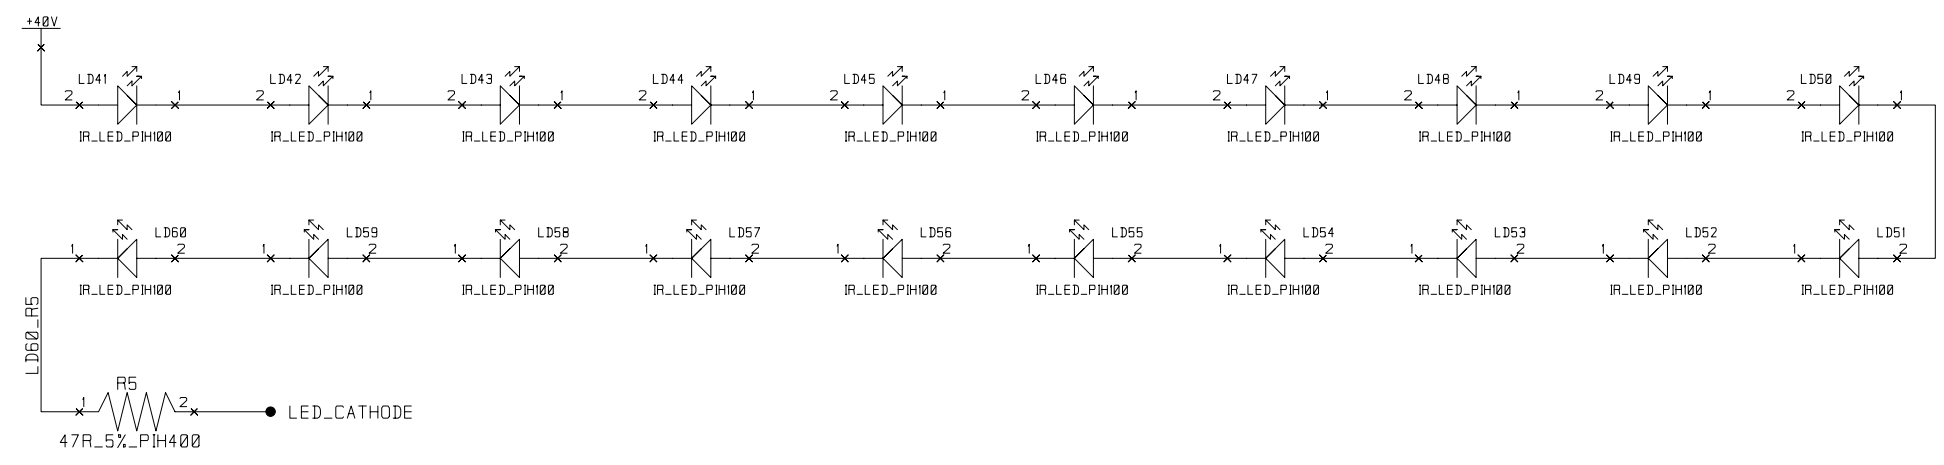 +40V
LD41 LD42 LD43 LD44 LD45 LD46 LD47 LD48 LD49 LD50
2 1 2 1 2 1 2 1 2 1 2 1 2 1 2 1 2 1 2 1
IR_LED_PIH100 IR_LED_PIH100 IR_LED_PIH100 IR_LED_PIH100 IR_LED_PIH100 IR_LED_PIH100 IR_LED_PIH100 IR_LED_PIH100 IR_LED_PIH100 IR_LED_PIH100
LD60 LD59 LD58 LD57 LD56 LD55 LD54 LD53 LD52 LD51
1 2 1 2 1 2 1 2 1 2 1 2 1 2 1 2 1 2 1 2
IR_LED_PIH100 IR_LED_PIH100 IR_LED_PIH100 IR_LED_PIH100 IR_LED_PIH100 IR_LED_PIH100 IR_LED_PIH100 IR_LED_PIH100 IR_LED_PIH100 IR_LED_PIH100
LD60_R5
R5
1 2
LED_CATHODE
47R_5%_PIH400